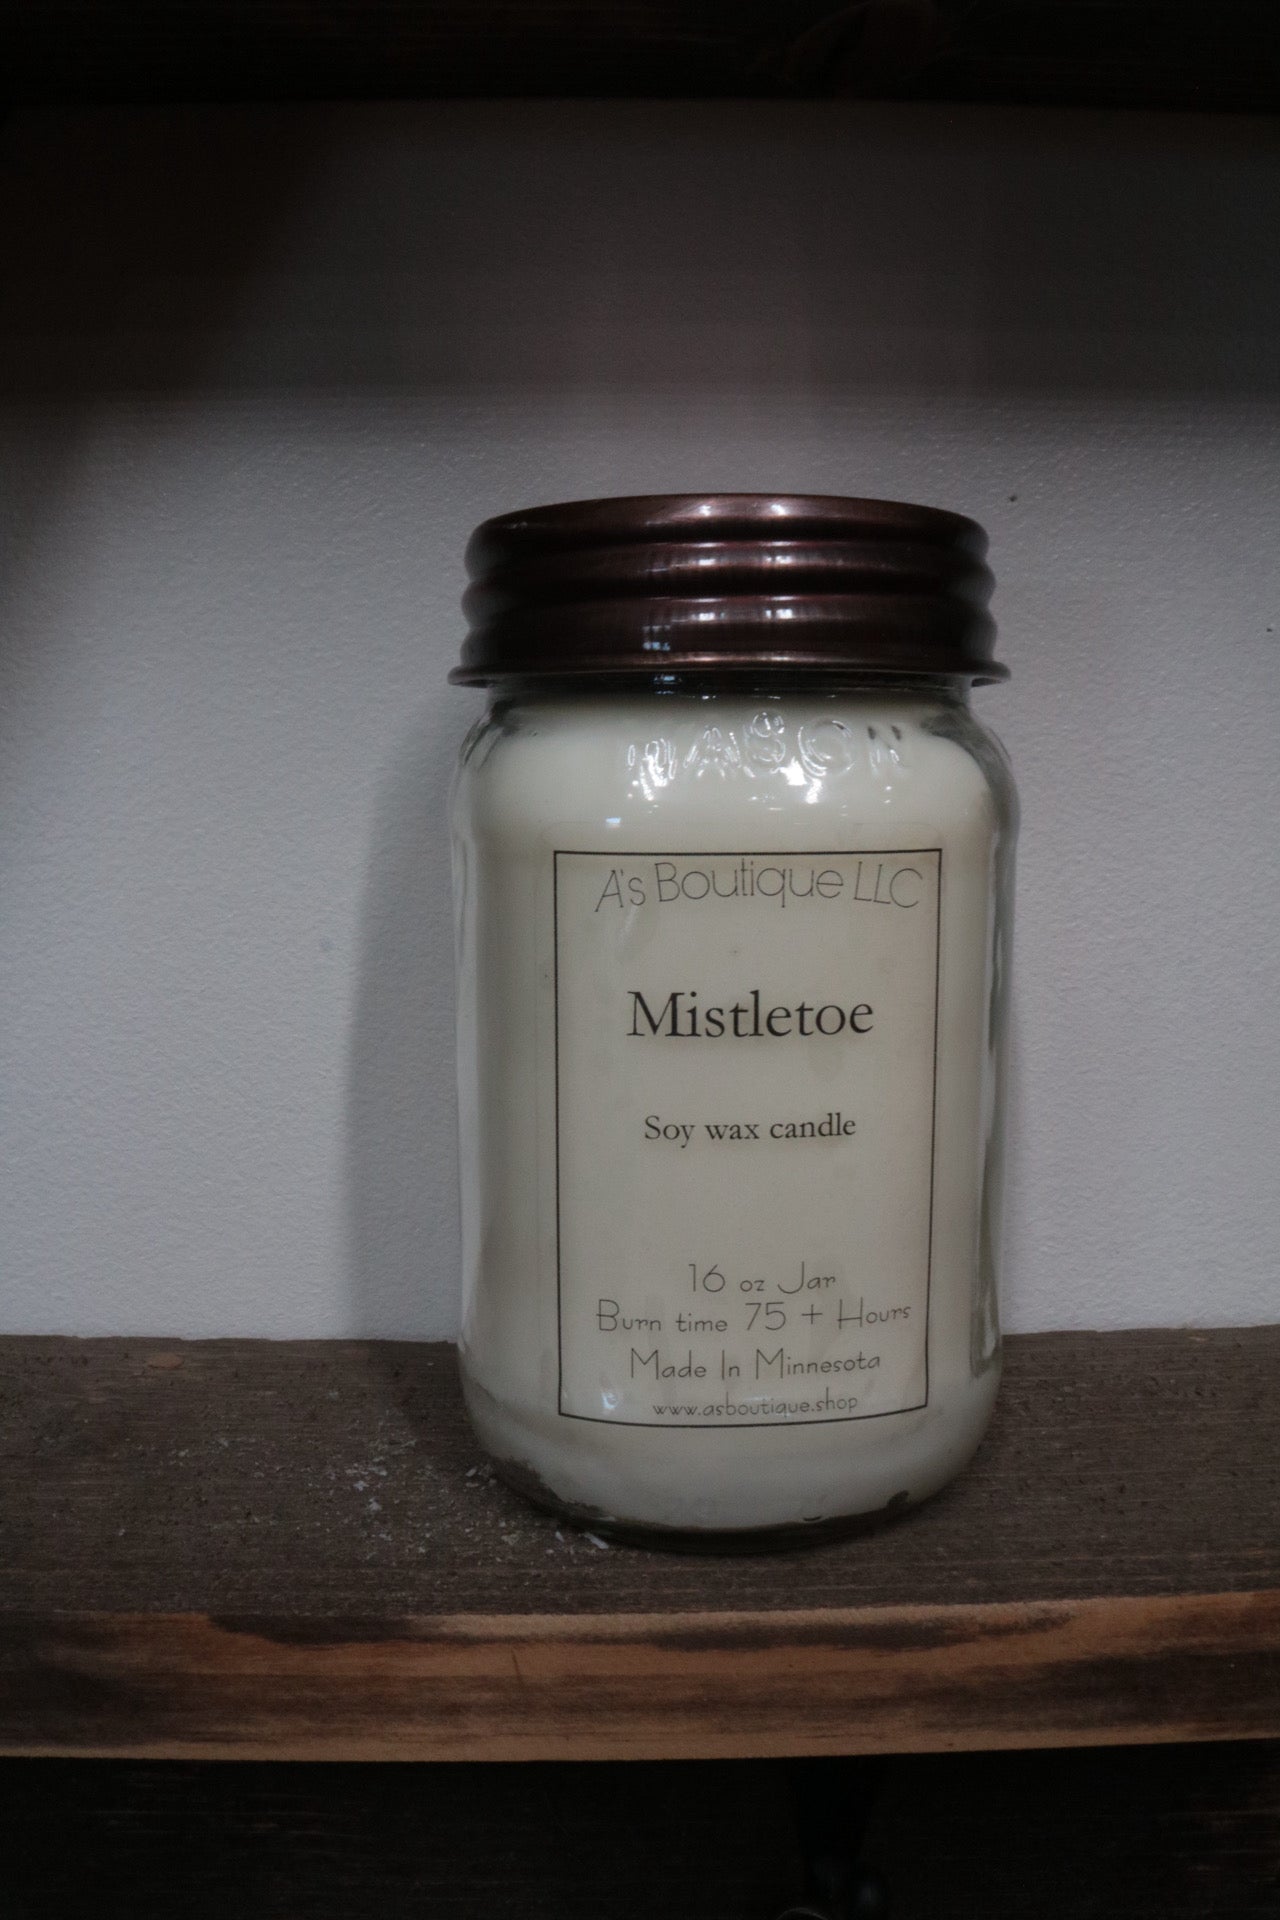 MASON
A's Boutique LLC
Mistletoe
Soy wax candle
16 oz Jar
Burn time 75 + Hours
Made In Minnesota
www.asboutique.shop